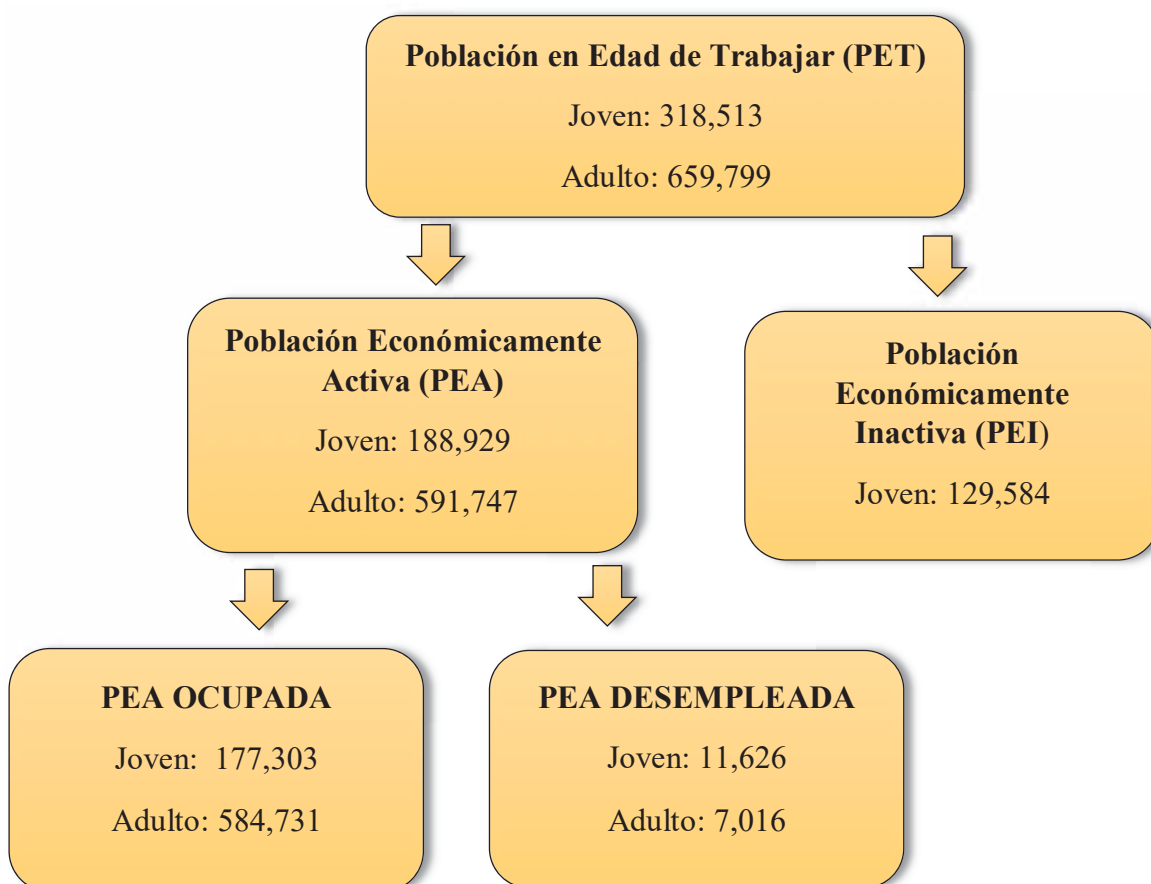 Población en Edad de Trabajar (PET)
Joven: 318,513
Adulto: 659,799
Población Económicamente
Activa (PEA)
Joven: 188,929
Adulto: 591,747
Población
Económicamente
Inactiva (PEI)
Joven: 129,584
PEA OCUPADA
Joven: 177,303
Adulto: 584,731
PEA DESEMPLEADA
Joven: 11,626
Adulto: 7,016